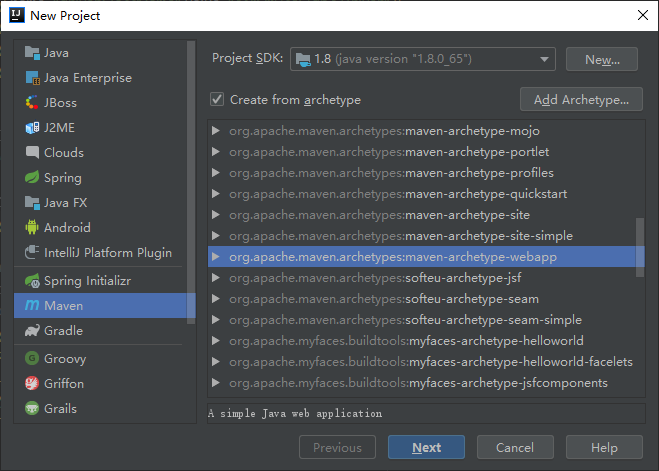 New Project
Java
Java Enterprise
JBoss
J2ME
Clouds
Spring
Java FX
Android
IntelliJ Platform Plugin
Spring Initializr
Maven
Gradle
Groovy
Griffon
Grails
Project SDK: 1.8 (java version "1.8.0_65") New...
Create from archetype Add Archetype...
org.apache.maven.archetypes:maven-archetype-mojo
org.apache.maven.archetypes:maven-archetype-portlet
org.apache.maven.archetypes:maven-archetype-profiles
org.apache.maven.archetypes:maven-archetype-quickstart
org.apache.maven.archetypes:maven-archetype-site
org.apache.maven.archetypes:maven-archetype-site-simple
org.apache.maven.archetypes:maven-archetype-webapp
org.apache.maven.archetypes:softeu-archetype-jsf
org.apache.maven.archetypes:softeu-archetype-seam
org.apache.maven.archetypes:softeu-archetype-seam-simple
org.apache.myfaces.buildtools:myfaces-archetype-helloworld
org.apache.myfaces.buildtools:myfaces-archetype-helloworld-facelets
org.apache.myfaces.buildtools:myfaces-archetype-jsfcomponents
A simple Java web application
Previous Next Cancel Help